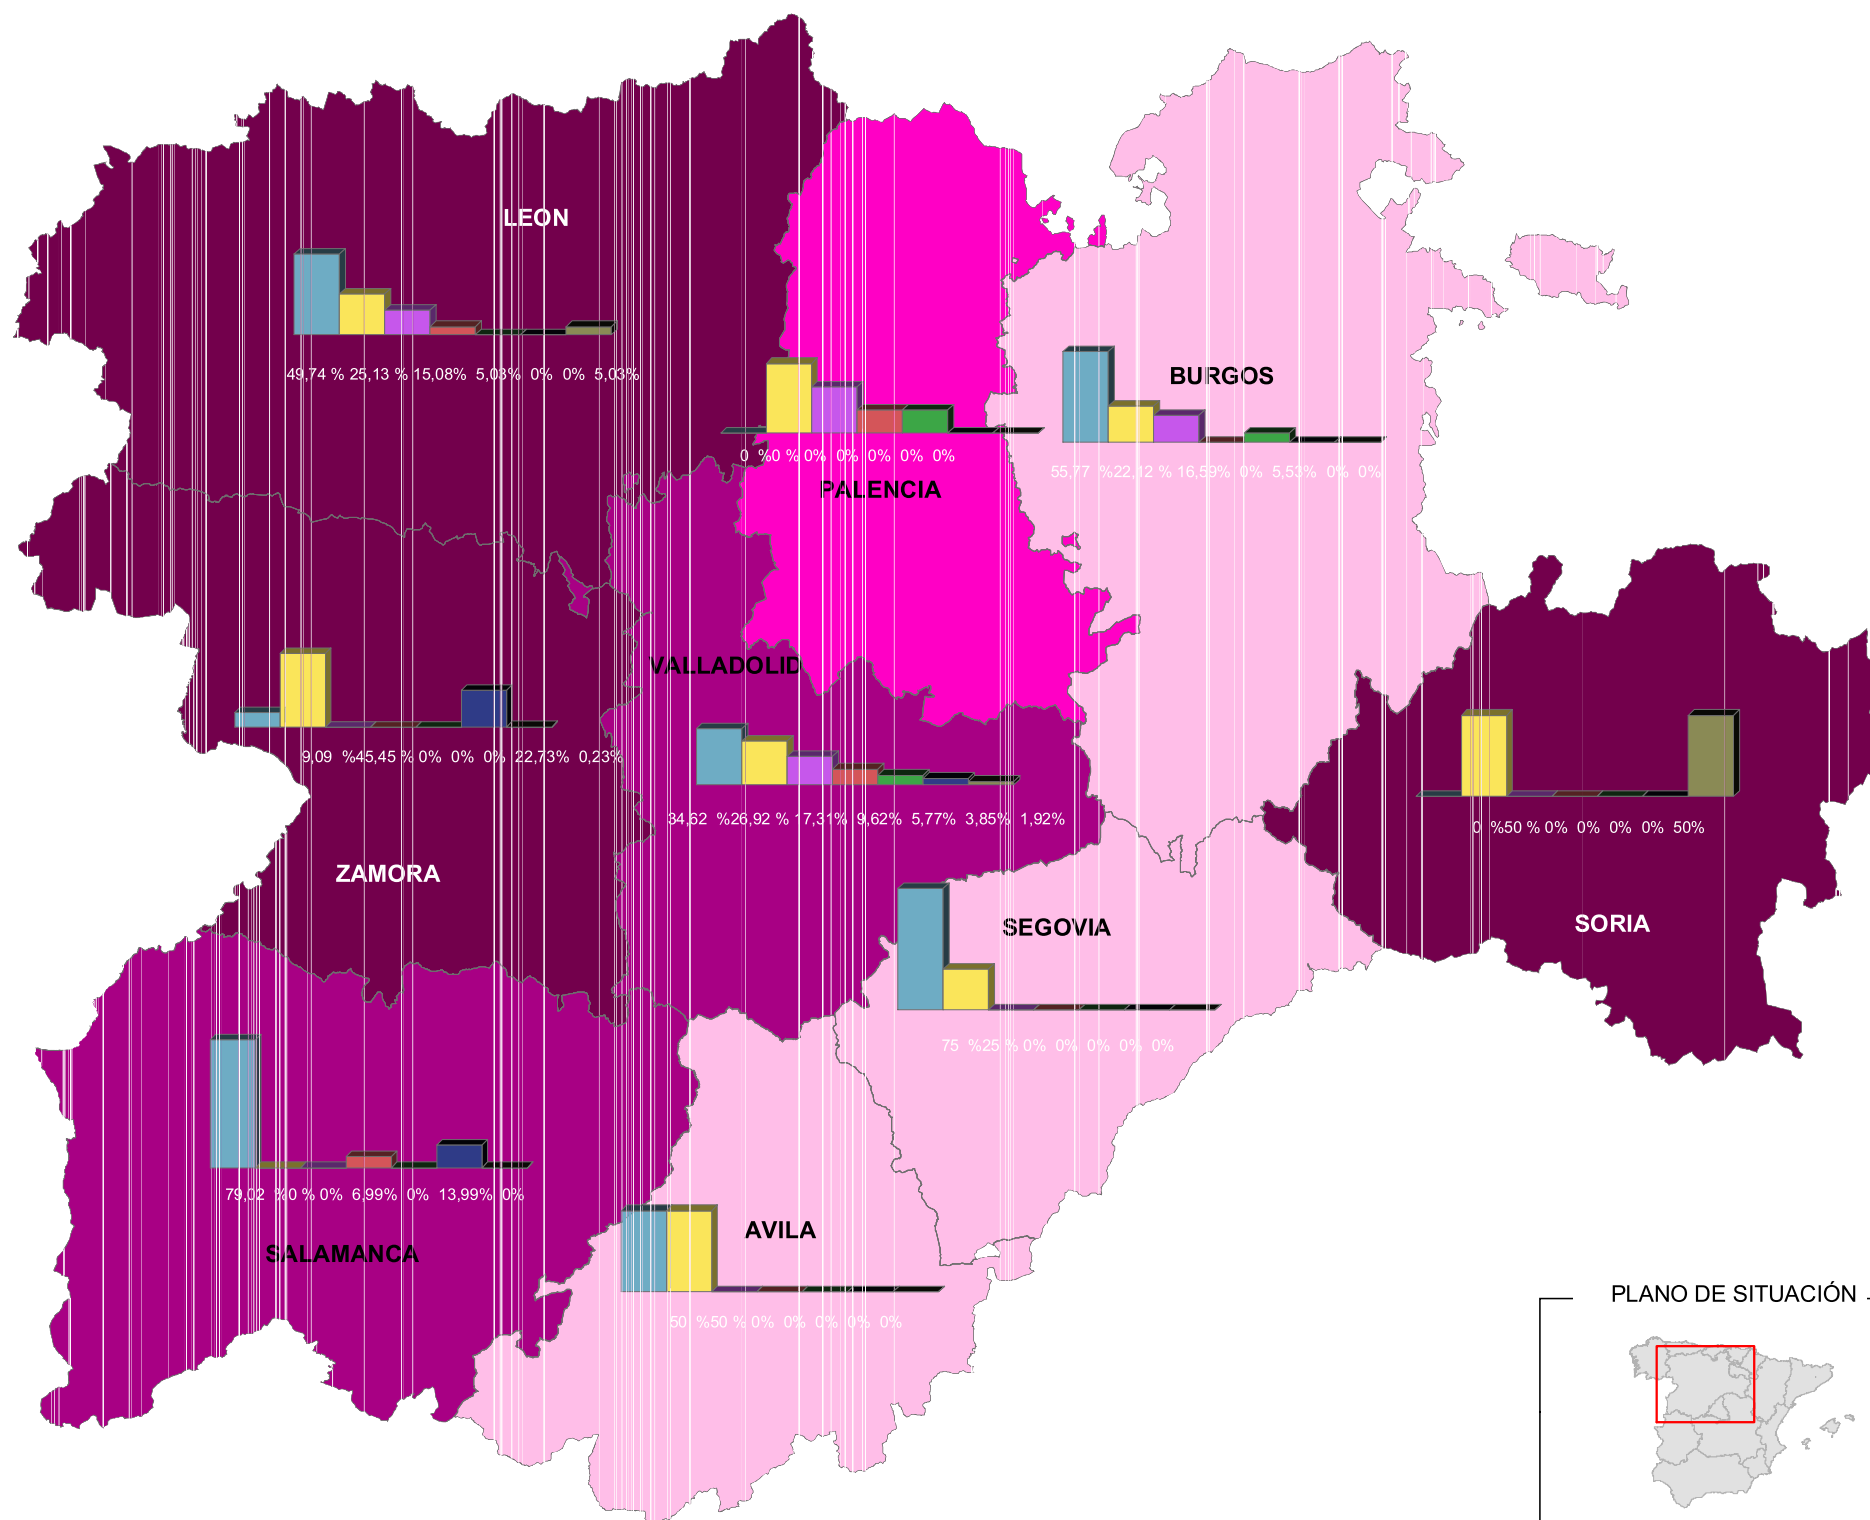 LEON
49,74 % 25,13 % 15,08% 5,03% 0% 0% 5,03%
BURGOS
0 %0 % 0% 0% 0% 0% 0%
55,77 %22,12 % 16,59% 0% 5,53% 0% 0%
PALENCIA
VALLADOLID
9,09 %45,45 % 0% 0% 0% 22,73% 0,23%
34,62 %26,92 % 17,31% 9,62% 5,77% 3,85% 1,92%
0 %50 % 0% 0% 0% 0% 50%
ZAMORA
SEGOVIA
SORIA
75 %25 % 0% 0% 0% 0% 0%
79,02 %0 % 0% 6,99% 0% 13,99% 0%
AVILA
SALAMANCA
50 %50 % 0% 0% 0% 0% 0%
PLANO DE SITUACIÓN